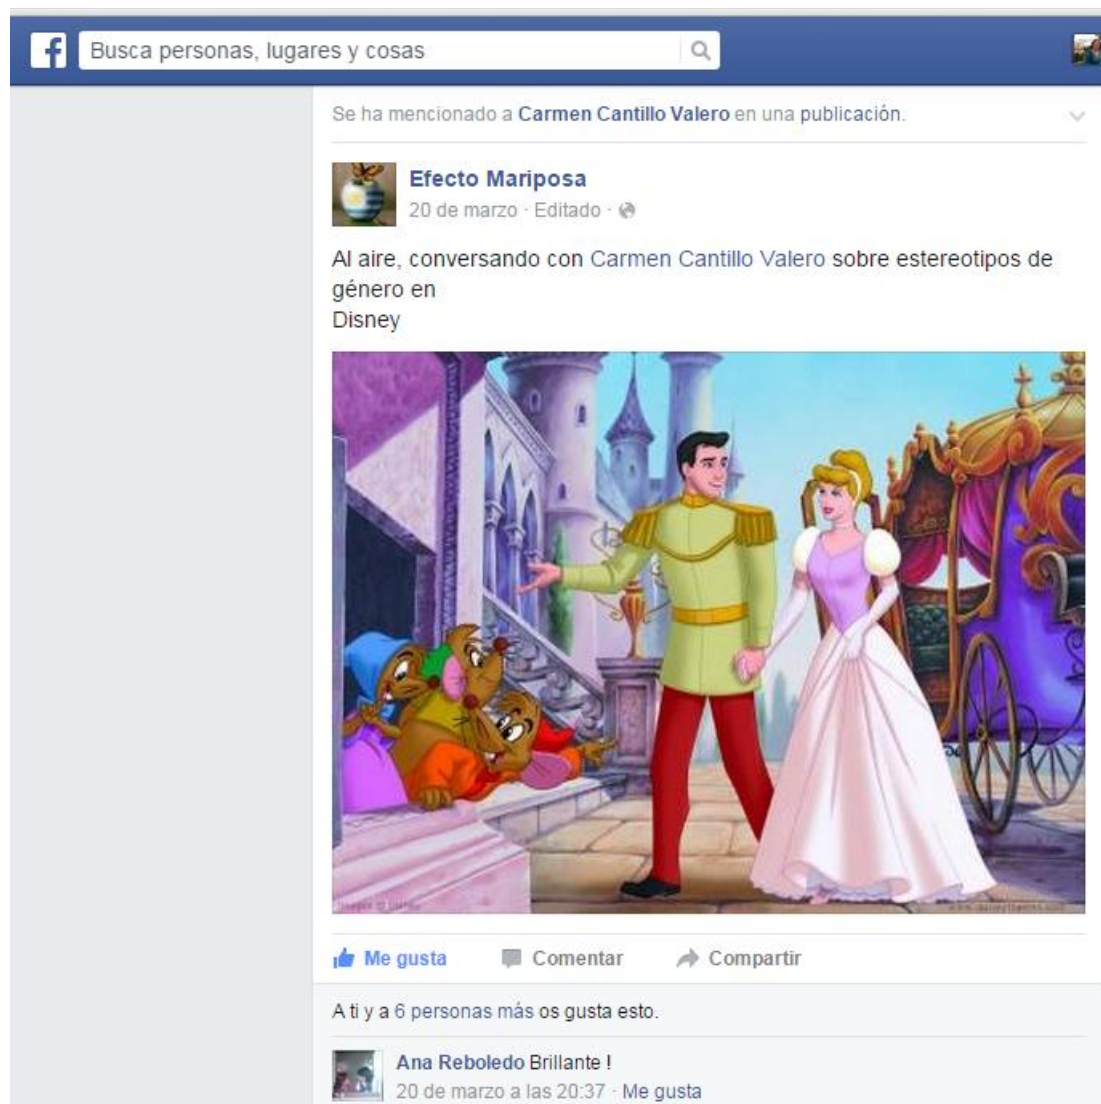 f
Busca personas, lugares y cosas
Se ha mencionado a Carmen Cantillo Valero en una publicación.
Efecto Mariposa
20 de marzo · Editado ·
Al aire, conversando con Carmen Cantillo Valero sobre estereotipos de
género en
Disney
Me gusta Comentar Compartir
A ti y a 6 personas más os gusta esto.
Ana Reboledo Brillante !
20 de marzo a las 20:37 · Me gusta